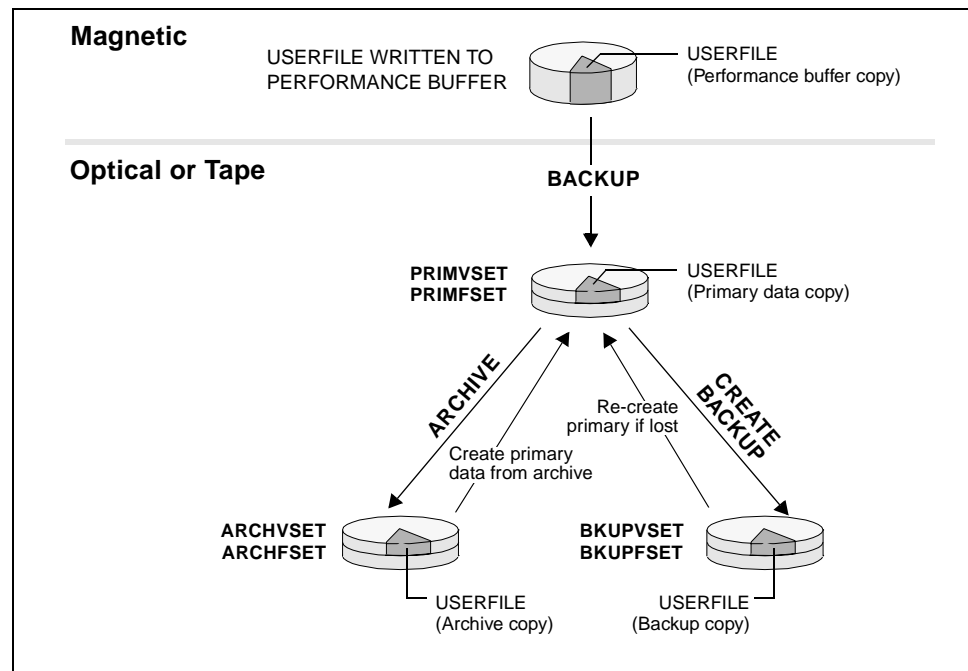 Magnetic
USERFILE WRITTEN TO
PERFORMANCE BUFFER
USERFILE
(Performance buffer copy)
Optical or Tape
BACKUP
PRIMVSET
PRIMFSET
USERFILE
(Primary data copy)
ARCHIVE
Create primary
data from archive
Re-create
primary if lost
CREATE
BACKUP
ARCHVSET
ARCHFSET
USERFILE
(Archive copy)
BKUPVSET
BKUPFSET
USERFILE
(Backup copy)